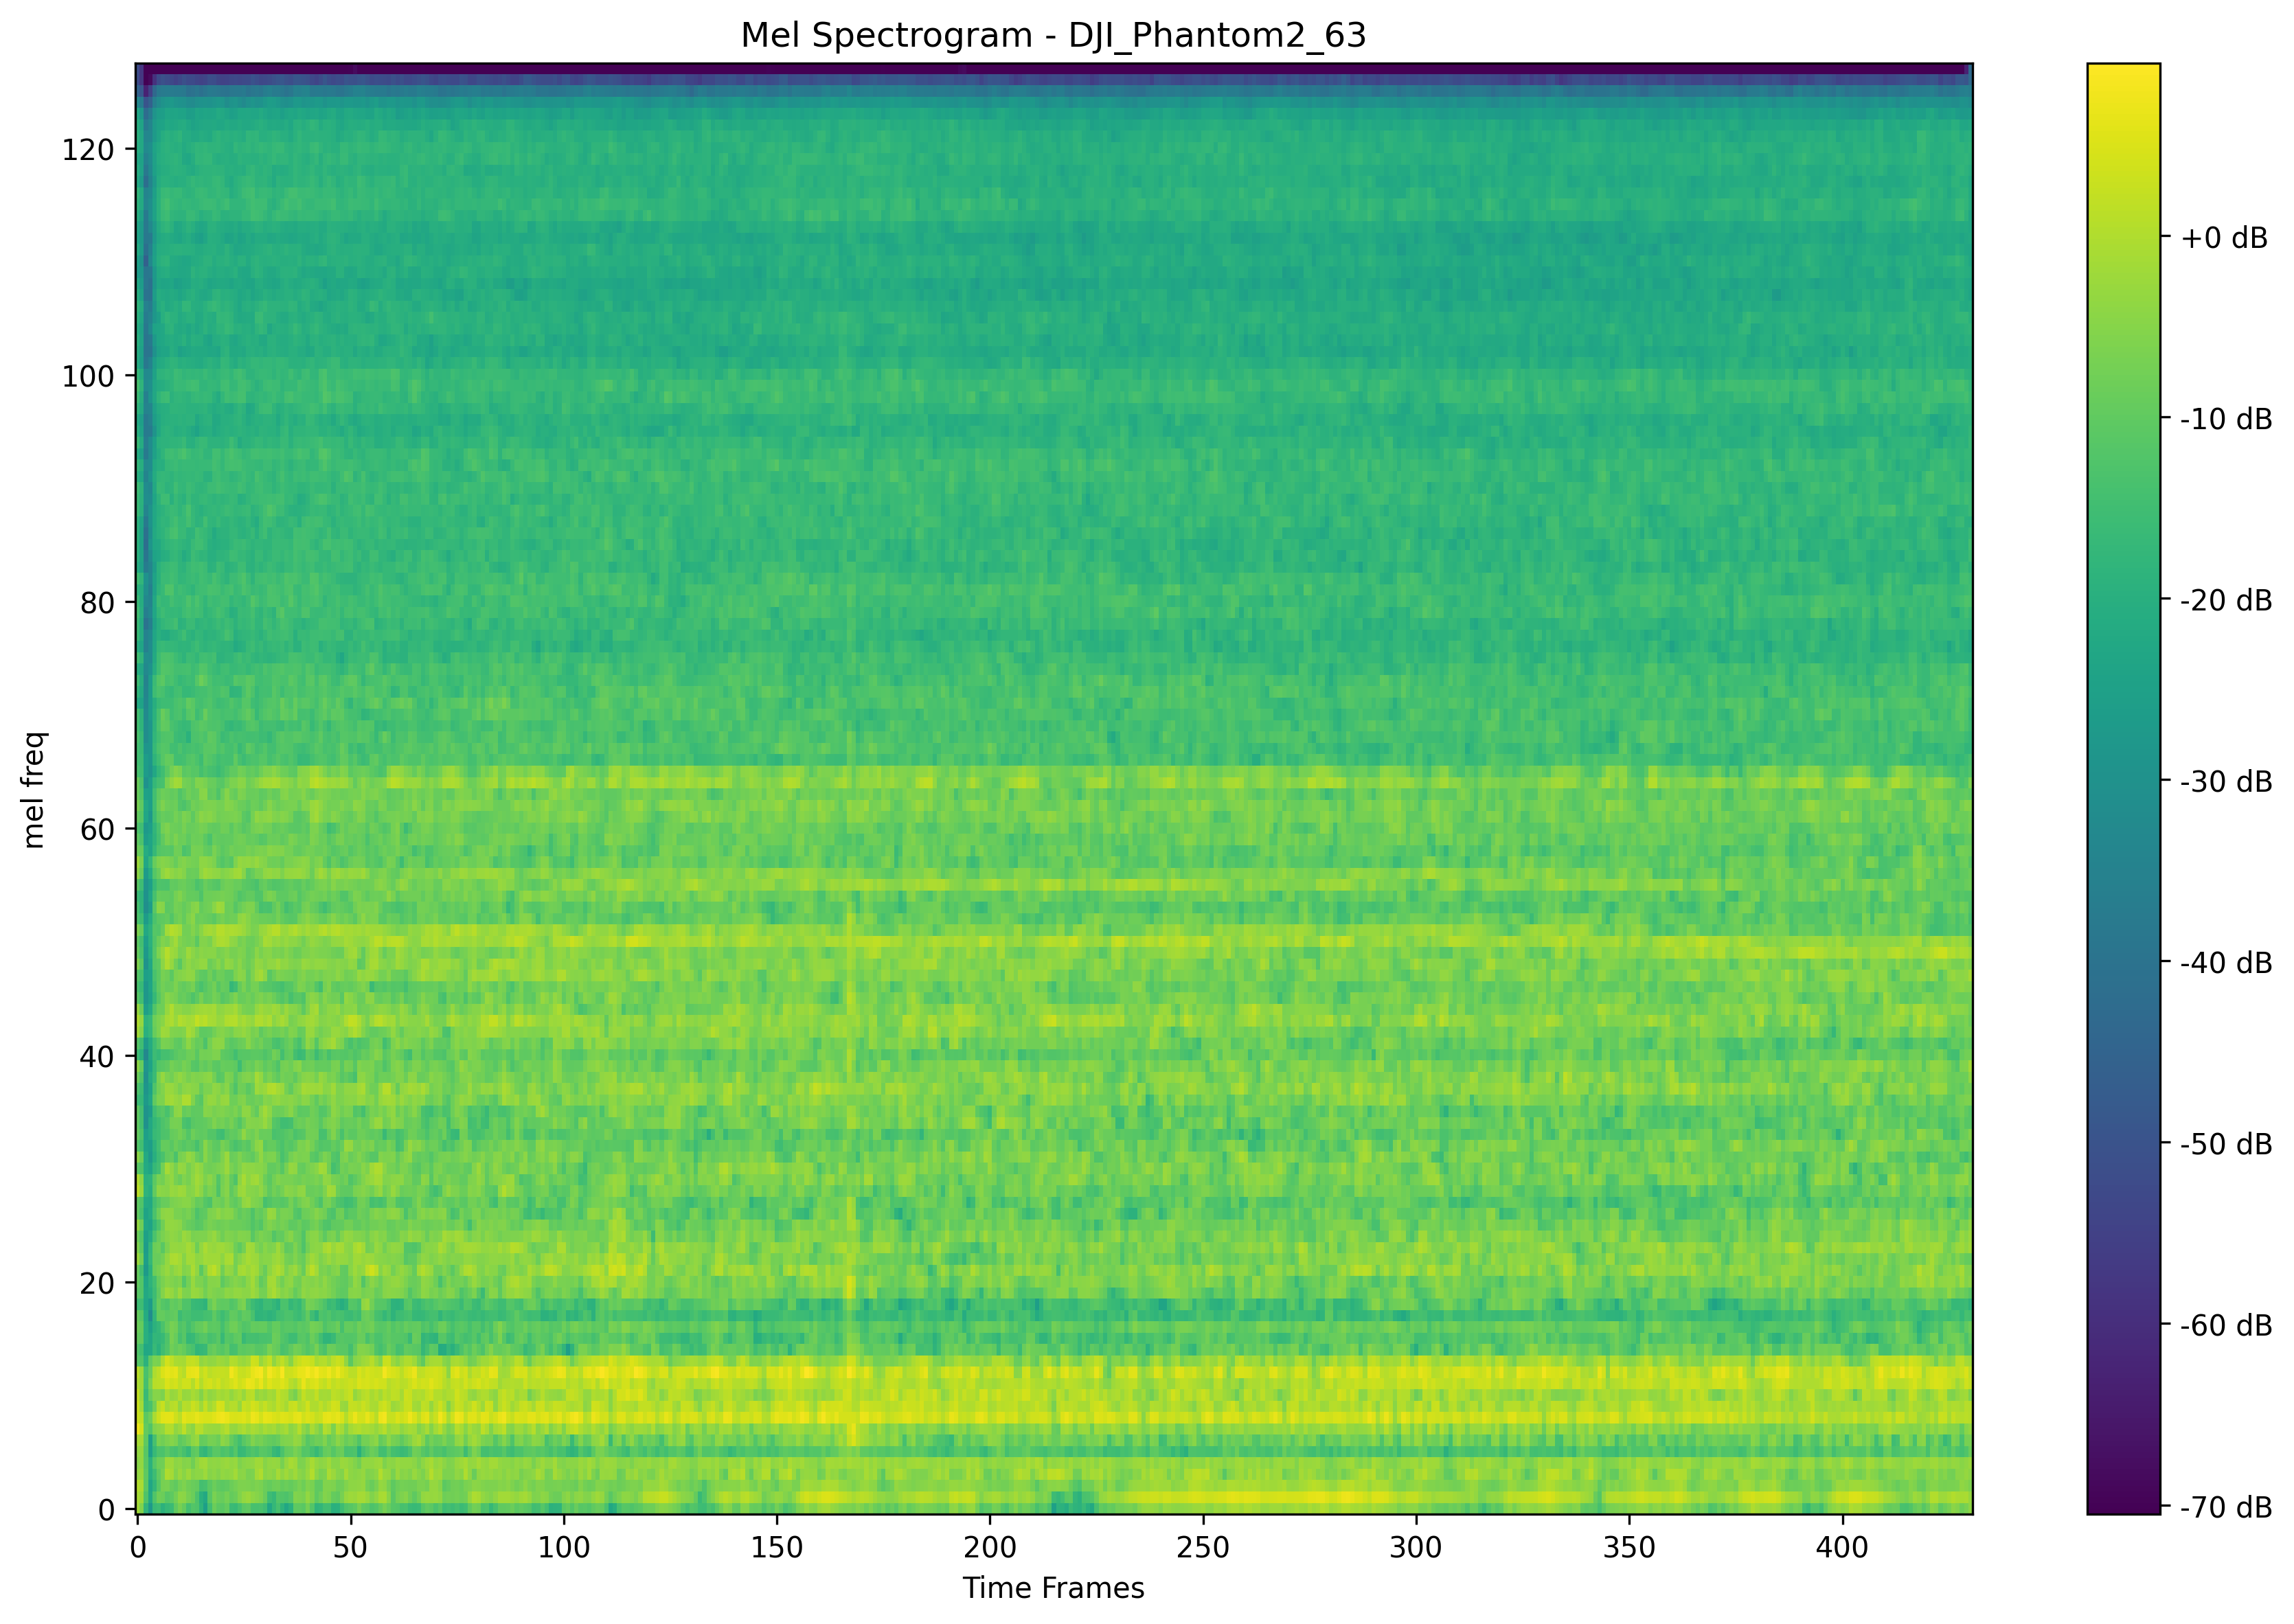 Mel Spectrogram - DJI_Phantom2_63
mel freq
120
100
80
60
40
20
0
0 50 100 150 200 250 300 350 400
Time Frames
+0 dB
-10 dB
-20 dB
-30 dB
-40 dB
-50 dB
-60 dB
-70 dB